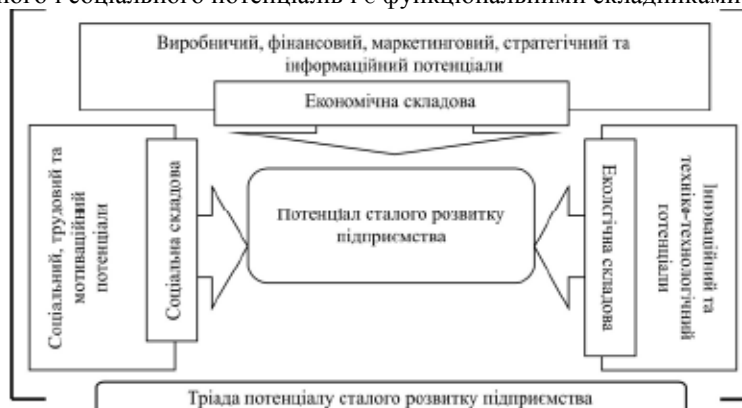 ного і соціального потенціалів і є функціональними складниками
Виробничий, фінансовий, маркетинговий, стратегічний та
інформаційний потенціали
Економічна складова
Соціальний, трудовий та
мотиваційний
потенціали
Соціальна складова
Потенціал сталого розвитку
підприємства
Екологічна складова
Інноваційний та
техніко-технологічний
потенціали
Тріада потенціалу сталого розвитку підприємства